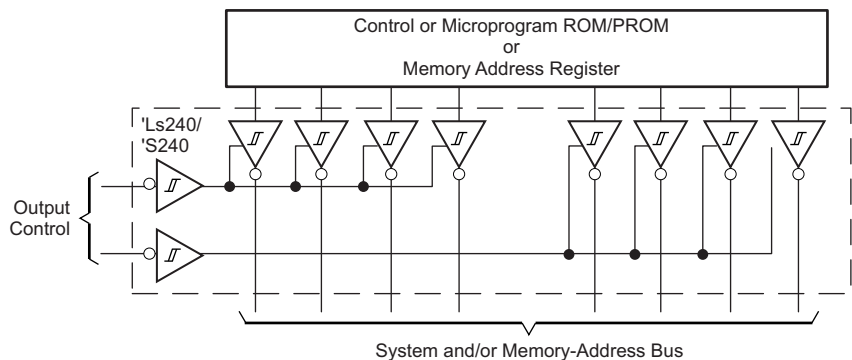 Control or Microprogram ROM/PROM
or
Memory Address Register
'Ls240/
'S240
Output
Control
System and/or Memory-Address Bus